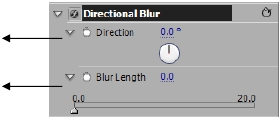 Directional Blur
Direction 0.0 °
Blur Length 0.0
0.0 20.0